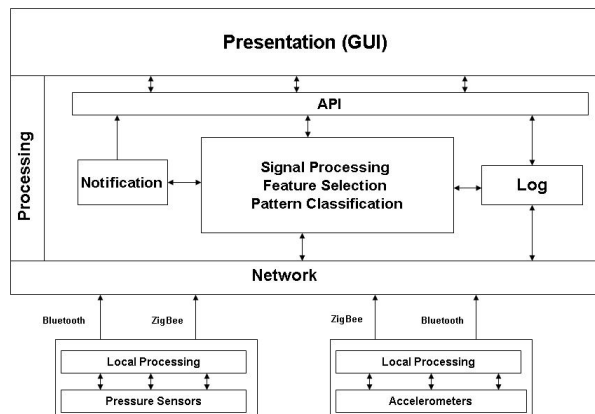 Presentation (GUI)
Processing
API
Notification
Signal Processing
Feature Selection
Pattern Classification
Log
Network
Bluetooth
ZigBee
ZigBee
Bluetooth
Local Processing
Pressure Sensors
Local Processing
Accelerometers